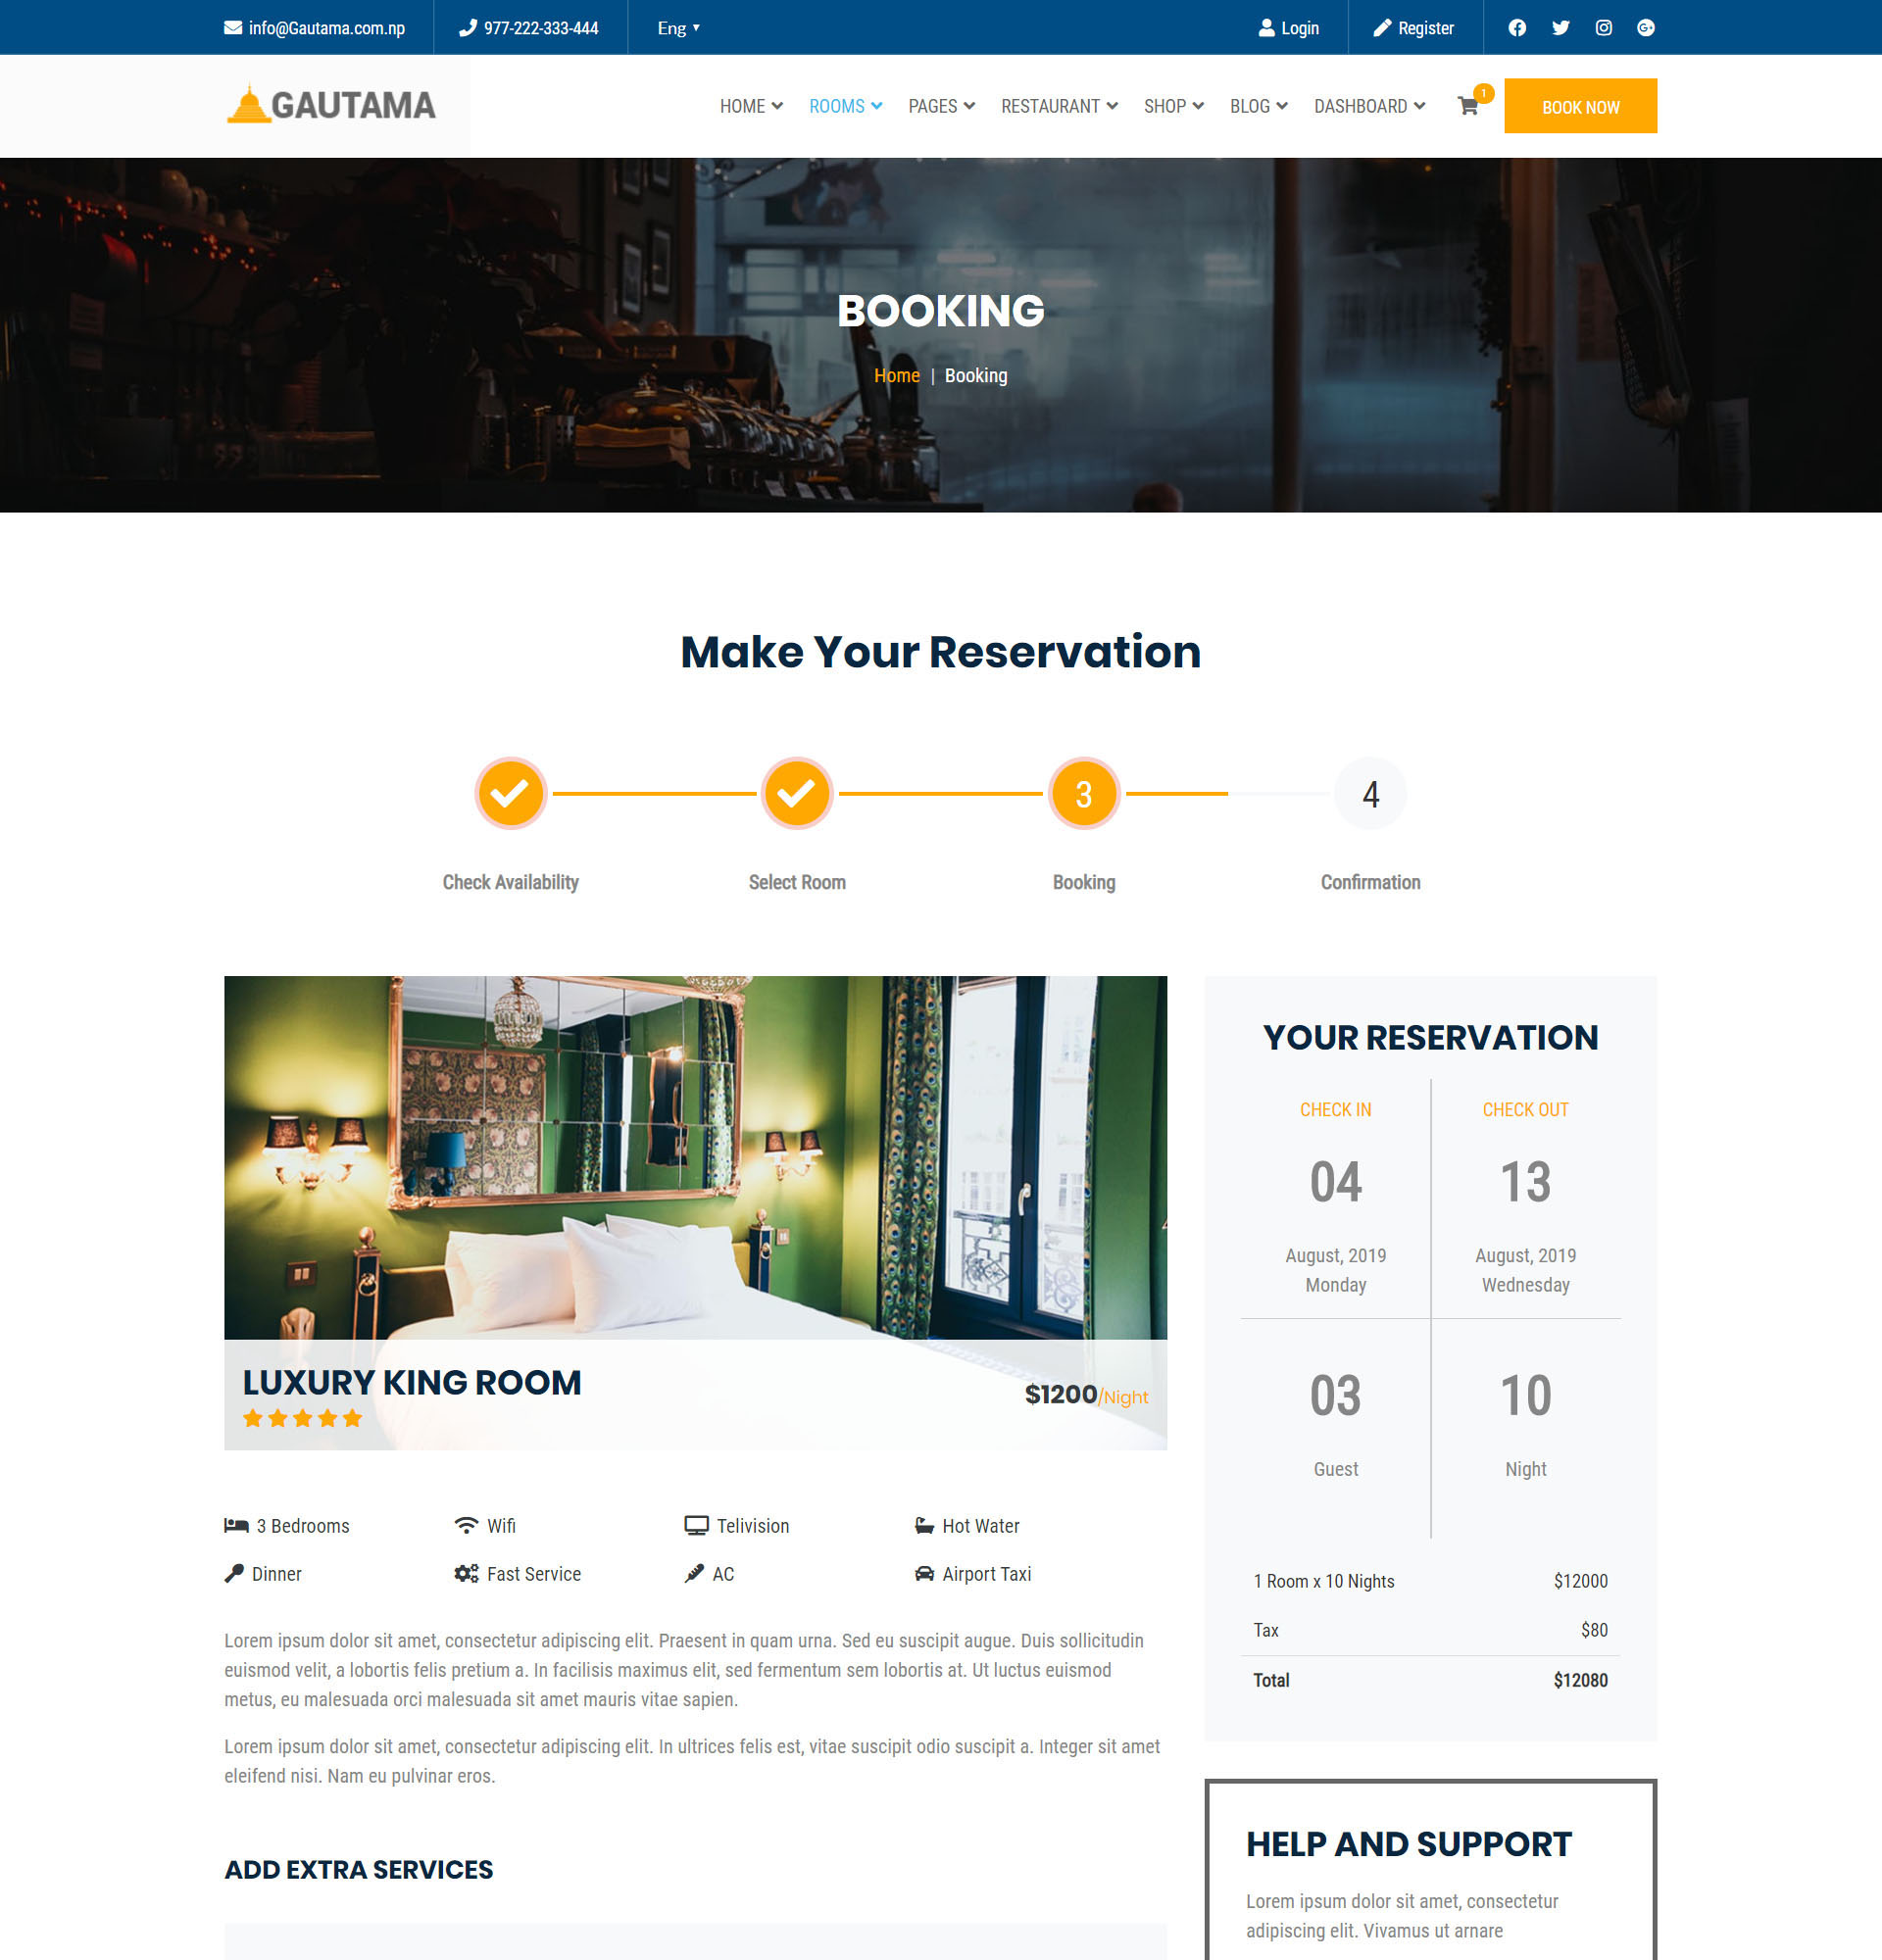 info@Gautama.com.np
977-222-333-444
Eng
Login
Register
GAUTAMA
HOME
ROOMS
PAGES
RESTAURANT
SHOP
BLOG
DASHBOARD
1
BOOK NOW
BOOKING
Home | Booking
Make Your Reservation
3
4
Check Availability
Select Room
Booking
Confirmation
LUXURY KING ROOM
$1200/Night
3 Bedrooms
Wifi
Telivision
Hot Water
Dinner
Fast Service
AC
Airport Taxi
Lorem ipsum dolor sit amet, consectetur adipiscing elit. Praesent in quam urna. Sed eu suscipit augue. Duis sollicitudin
euismod velit, a lobortis felis pretium a. In facilisis maximus elit, sed fermentum sem lobortis at. Ut luctus euismod
metus, eu malesuada orci malesuada sit amet mauris vitae sapien.
Lorem ipsum dolor sit amet, consectetur adipiscing elit. In ultrices felis est, vitae suscipit odio suscipit a. Integer sit amet
eleifend nisi. Nam eu pulvinar eros.
ADD EXTRA SERVICES
YOUR RESERVATION
CHECK IN
04
August, 2019
Monday
CHECK OUT
13
August, 2019
Wednesday
03
Guest
10
Night
1 Room x 10 Nights $12000
Tax $80
Total $12080
HELP AND SUPPORT
Lorem ipsum dolor sit amet, consectetur
adipiscing elit. Vivamus ut arnare